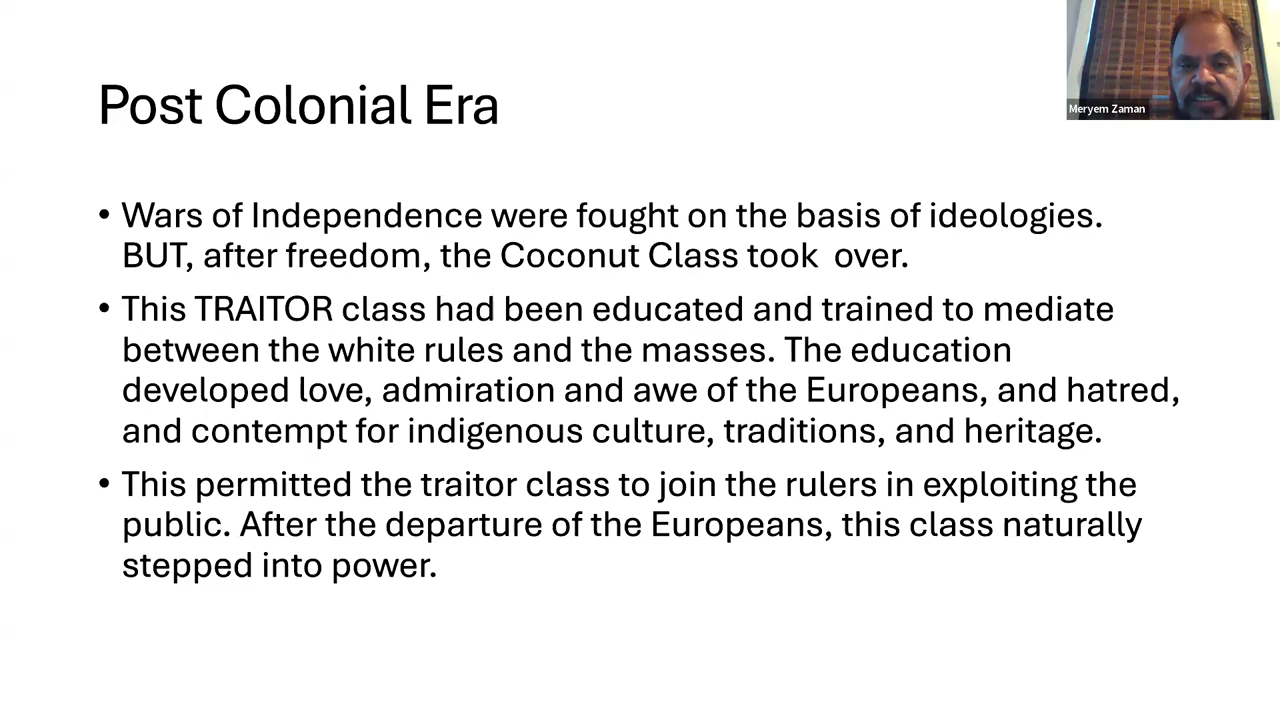 Post Colonial Era
Meryem Zaman
• Wars of Independence were fought on the basis of ideologies.
BUT, after freedom, the Coconut Class took  over.
• This TRAITOR class had been educated and trained to mediate
between the white rules and the masses. The education
developed love, admiration and awe of the Europeans, and hatred,
and contempt for indigenous culture, traditions, and heritage.
• This permitted the traitor class to join the rulers in exploiting the
public. After the departure of the Europeans, this class naturally
stepped into power.